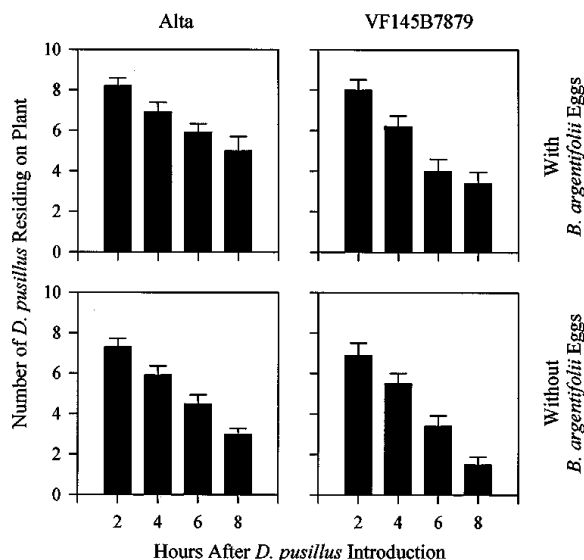 Alta
VF145B7879
Number of D. pusillus Residing on Plant
10
8
6
4
2
0
With
B. argentifolii Eggs
10
8
6
4
2
0
Without
B. argentifolii Eggs
2 4 6 8
2 4 6 8
Hours After D. pusillus Introduction